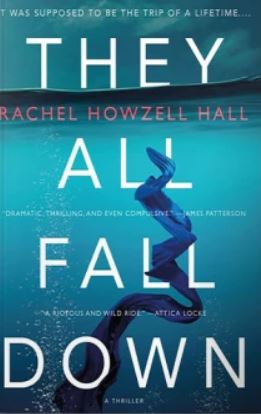 T WAS SUPPOSED TO BE THE TRIP OF A LIFETIME....
THEY
RACHEL HOWZELL HALL
ALL
"DRAMATIC, THRILLING, AND EVEN COMPULSIVE." —JAMES PATTERSON
FALL
"A RIOTOUS AND WILD RIDE." —ATTICA LOCKE
DOWN
A THRILLER